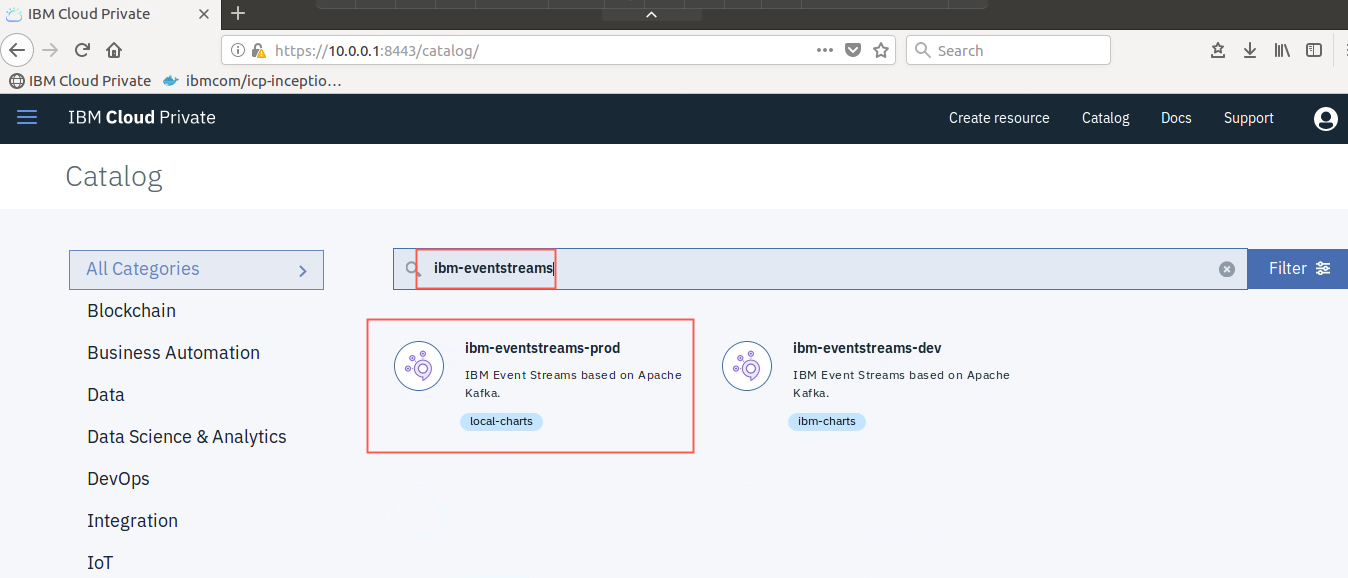 IBM Cloud Private
https://10.0.0.1:8443/catalog/
Search
IBM Cloud Private
ibmcom/icp-inceptio…
IBM Cloud Private
Create resource
Catalog
Docs
Support
Catalog
All Categories
ibm-eventstreams
Filter
Blockchain
Business Automation
Data
Data Science & Analytics
DevOps
Integration
IoT
ibm-eventstreams-prod
IBM Event Streams based on Apache
Kafka.
local-charts
ibm-eventstreams-dev
IBM Event Streams based on Apache
Kafka.
ibm-charts